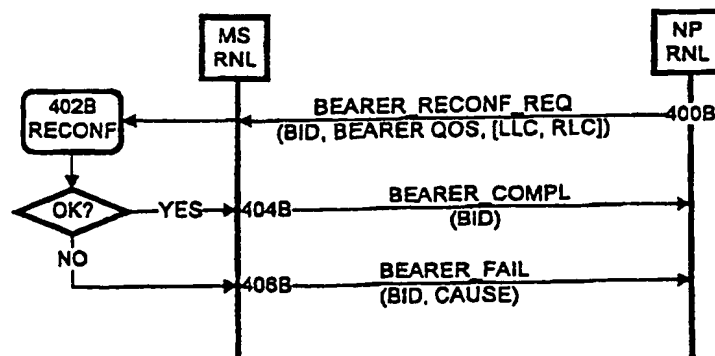 MS
RNL
NP
RNL
402B
RECONF
BEARER_RECONF_REQ
(BID, BEARER QOS, [LLC, RLC])
400B
OK?
YES
404B
BEARER_COMPL
(BID)
NO
408B
BEARER_FAIL
(BID, CAUSE)